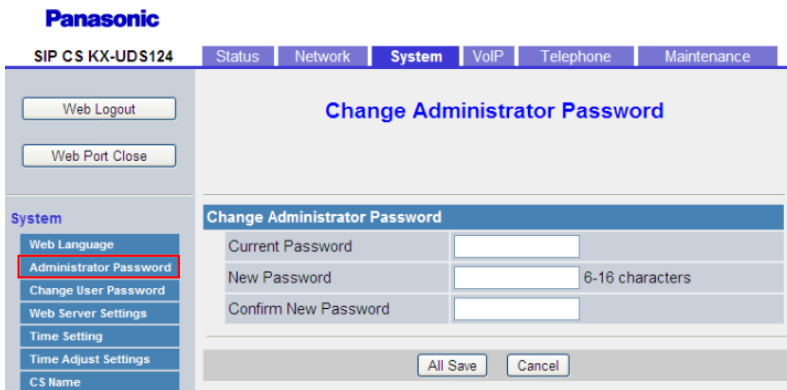 Panasonic
SIP CS KX-UDS124
Status Network System VoIP Telephone Maintenance
Web Logout
Web Port Close
Change Administrator Password
System
Web Language
Administrator Password
Change User Password
Web Server Settings
Time Setting
Time Adjust Settings
CS Name
Change Administrator Password
Current Password
New Password 6-16 characters
Confirm New Password
All Save Cancel